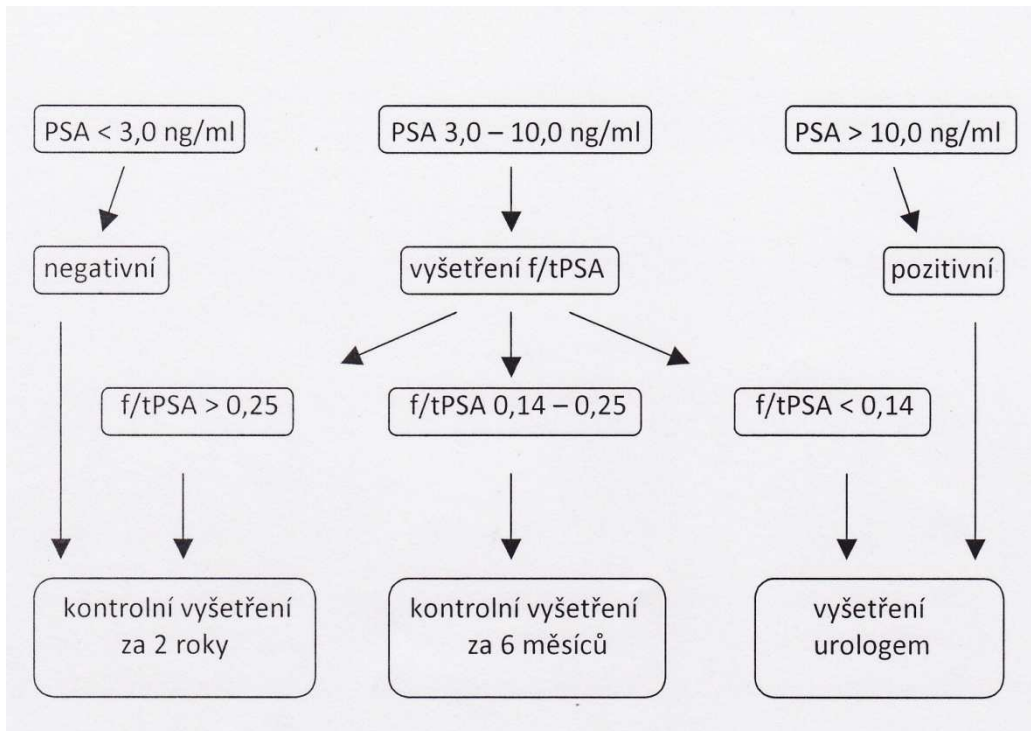 PSA < 3,0 ng/ml
PSA 3,0 – 10,0 ng/ml
PSA > 10,0 ng/ml
negativní
vyšetření f/tPSA
pozitivní
f/tPSA > 0,25
f/tPSA 0,14 – 0,25
f/tPSA < 0,14
kontrolní vyšetření
za 2 roky
kontrolní vyšetření
za 6 měsíců
vyšetření
urologem